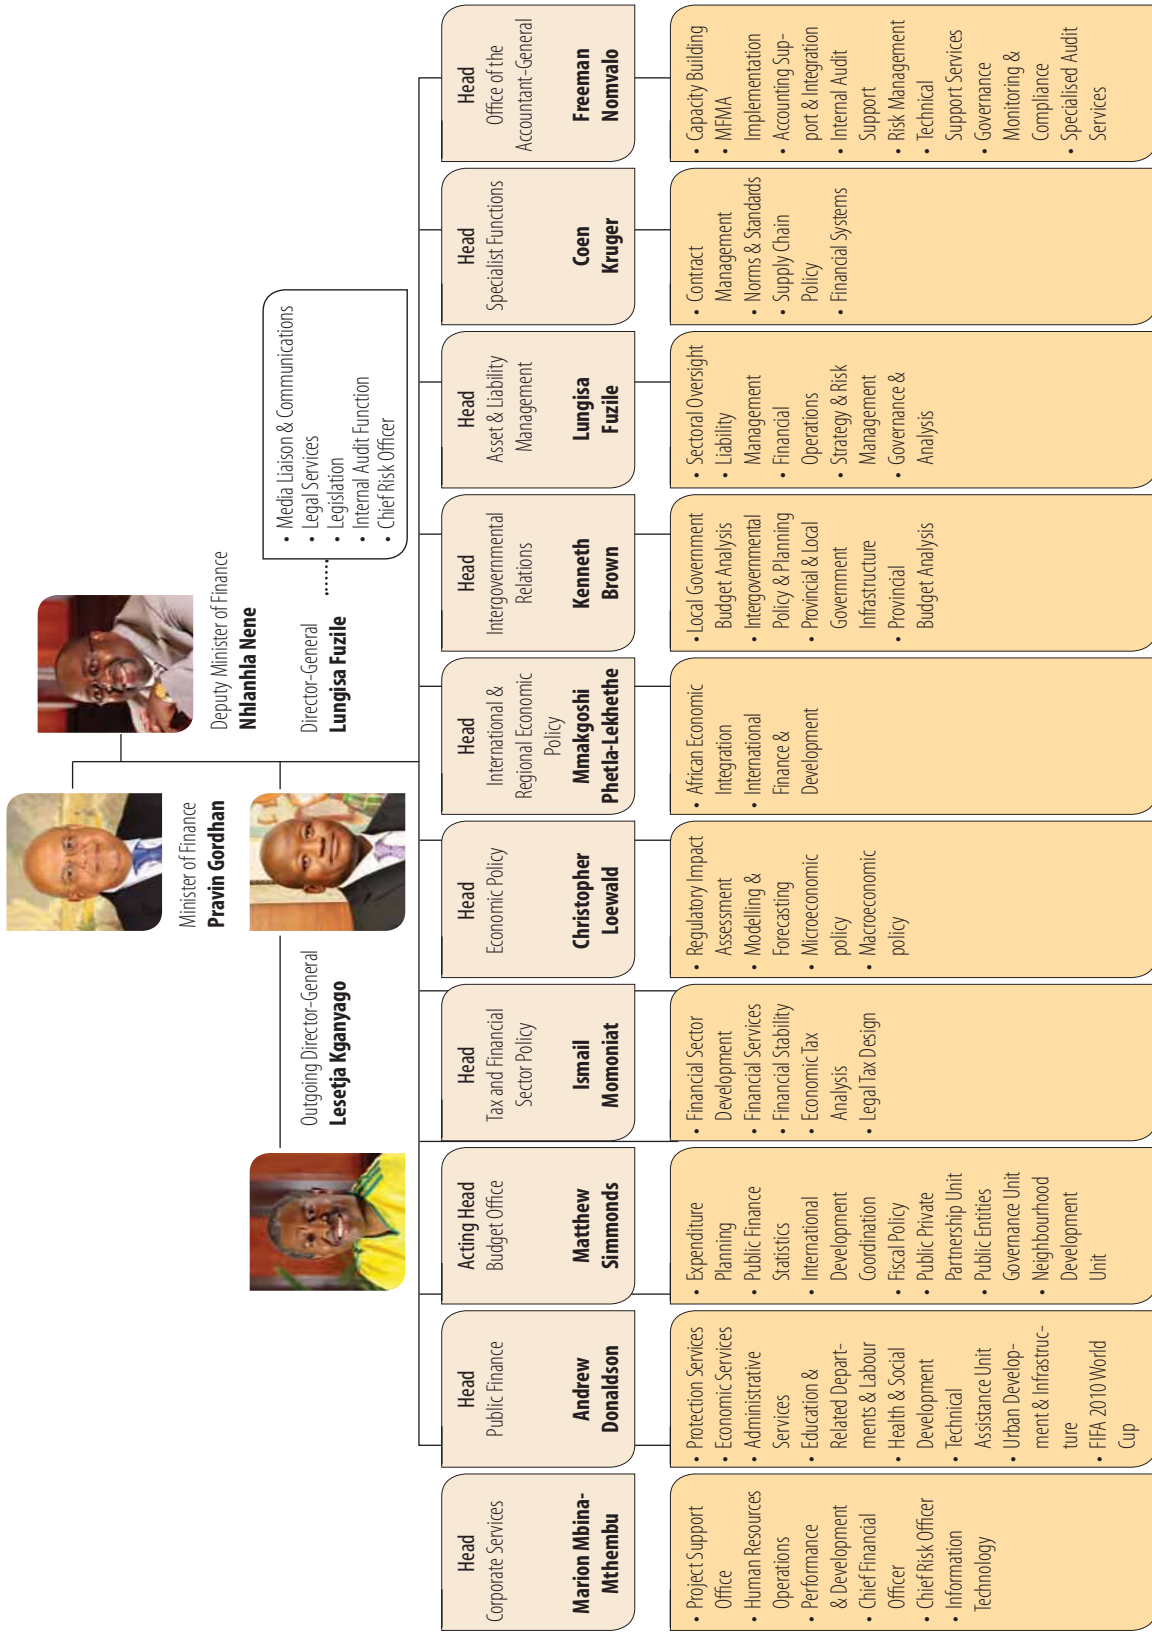 Minister of Finance
Pravin Gordhan
Deputy Minister of Finance
Nhlanhla Nene
Outgoing Director-General
Lesetja Kganyago
Director-General
Lungisa Fuzile
• Media Liaison & Communications
• Legal Services
• Legislation
• Internal Audit Function
• Chief Risk Officer
Head
Corporate Services
Marion Mbina-
Mthembu
• Project Support
Office
• Human Resources
Operations
• Performance
& Development
• Chief Financial
Officer
• Chief Risk Officer
• Information
Technology
Head
Public Finance
Andrew
Donaldson
• Protection Services
• Economic Services
• Administrative
Services
• Education &
Related Depart-
ments & Labour
• Health & Social
Development
• Technical
Assistance Unit
• Urban Develop-
ment & Infrastruc-
ture
• FIFA 2010 World
Cup
Acting Head
Budget Office
Matthew
Simmonds
• Expenditure
Planning
• Public Finance
Statistics
• International
Development
Coordination
• Fiscal Policy
• Public Private
Partnership Unit
• Public Entities
Governance Unit
• Neighbourhood
Development
Unit
Head
Tax and Financial
Sector Policy
Ismail
Momoniat
• Financial Sector
Development
• Financial Services
• Financial Stability
• Economic Tax
Analysis
• Legal Tax Design
Head
Economic Policy
Christopher
Loewald
• Regulatory Impact
Assessment
• Modelling &
Forecasting
• Microeconomic
policy
• Macroeconomic
policy
Head
International &
Regional Economic
Policy
Mmakgoshi
Phetla-Lekhethe
• African Economic
Integration
• International
Finance &
Development
Head
Intergovernmental
Relations
Kenneth
Brown
• Local Government
Budget Analysis
• Intergovernmental
Policy & Planning
• Provincial & Local
Government
Infrastructure
• Provincial
Budget Analysis
Head
Asset & Liability
Management
Lungisa
Fuzile
• Sectoral Oversight
• Liability
Management
• Financial
Operations
• Strategy & Risk
Management
• Governance &
Analysis
Head
Specialist Functions
Coen
Kruger
• Contract
Management
• Norms & Standards
• Supply Chain
Policy
• Financial Systems
Head
Office of the
Accountant-General
Freeman
Nomvalo
• Capacity Building
• MFMA
Implementation
• Accounting Sup-
port & Integration
• Internal Audit
Support
• Risk Management
• Technical
Support Services
• Governance
Monitoring &
Compliance
• Specialised Audit
Services